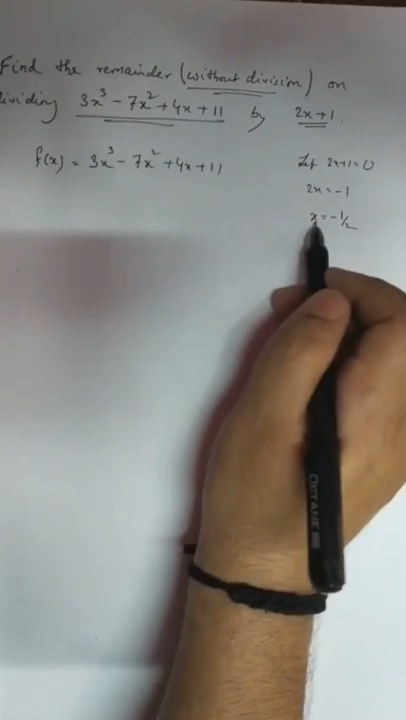 Find the remainder (without division) on
dividing 3x³ - 7x² + 4x + 11 by 2x + 1.
f(x) = 3x³ - 7x² + 4x + 11
Let 2x+1 = 0
2x = -1
x = -1/2
OCTANE